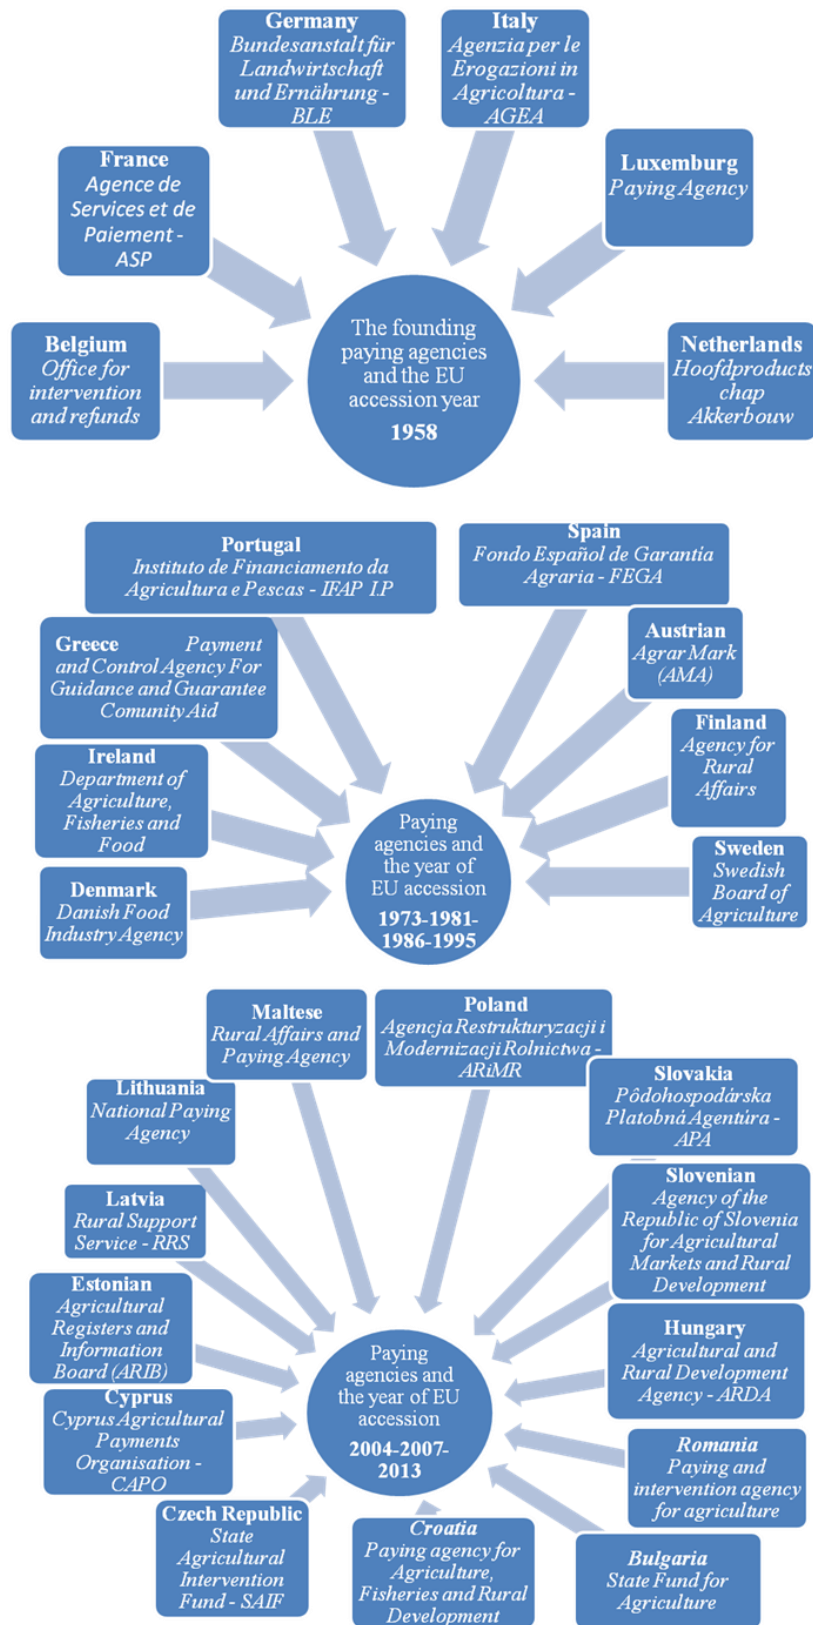 Germany
Bundesanstalt für
Landwirtschaft
und Ernährung -
BLE
Italy
Agenzia per le
Erogazioni in
Agricoltura -
AGEA
France
Agence de
Services et de
Paiement -
ASP
Luxemburg
Paying Agency
Belgium
Office for
intervention
and refunds
The founding
paying agencies
and the EU
accession year
1958
Netherlands
Hoofdproducts
chap
Akkerbouw
Portugal
Instituto de Financiamento da
Agricultura e Pescas - IFAP I.P
Spain
Fondo Español de Garantía
Agraria - FEGA
Greece Payment
and Control Agency For
Guidance and Guarantee
Comunity Aid
Austrian
Agrar Mark
(AMA)
Ireland
Department of
Agriculture,
Fisheries and
Food
Finland
Agency for
Rural
Affairs
Denmark
Danish Food
Industry Agency
Paying
agencies and
the year of
EU accession
1973-1981-
1986-1995
Sweden
Swedish
Board of
Agriculture
Maltese
Rural Affairs and
Paying Agency
Poland
Agencja Restrukturyzacji i
Modernizacji Rolnictwa -
ARiMR
Lithuania
National Paying
Agency
Slovakia
Pôdohospodárska
Platobná Agentúra -
APA
Latvia
Rural Support
Service - RRS
Slovenian
Agency of the
Republic of Slovenia
for Agricultural
Markets and Rural
Development
Estonian
Agricultural
Registers and
Information
Board (ARIB)
Hungary
Agricultural and
Rural Development
Agency - ARDA
Cyprus
Cyprus Agricultural
Payments
Organisation -
CAPO
Paying
agencies and
the year of EU
accession
2004-2007-
2013
Romania
Paying and
intervention agency
for agriculture
Czech Republic
State
Agricultural
Intervention
Fund - SAIF
Croatia
Paying agency for
Agriculture,
Fisheries and Rural
Development
Bulgaria
State Fund for
Agriculture